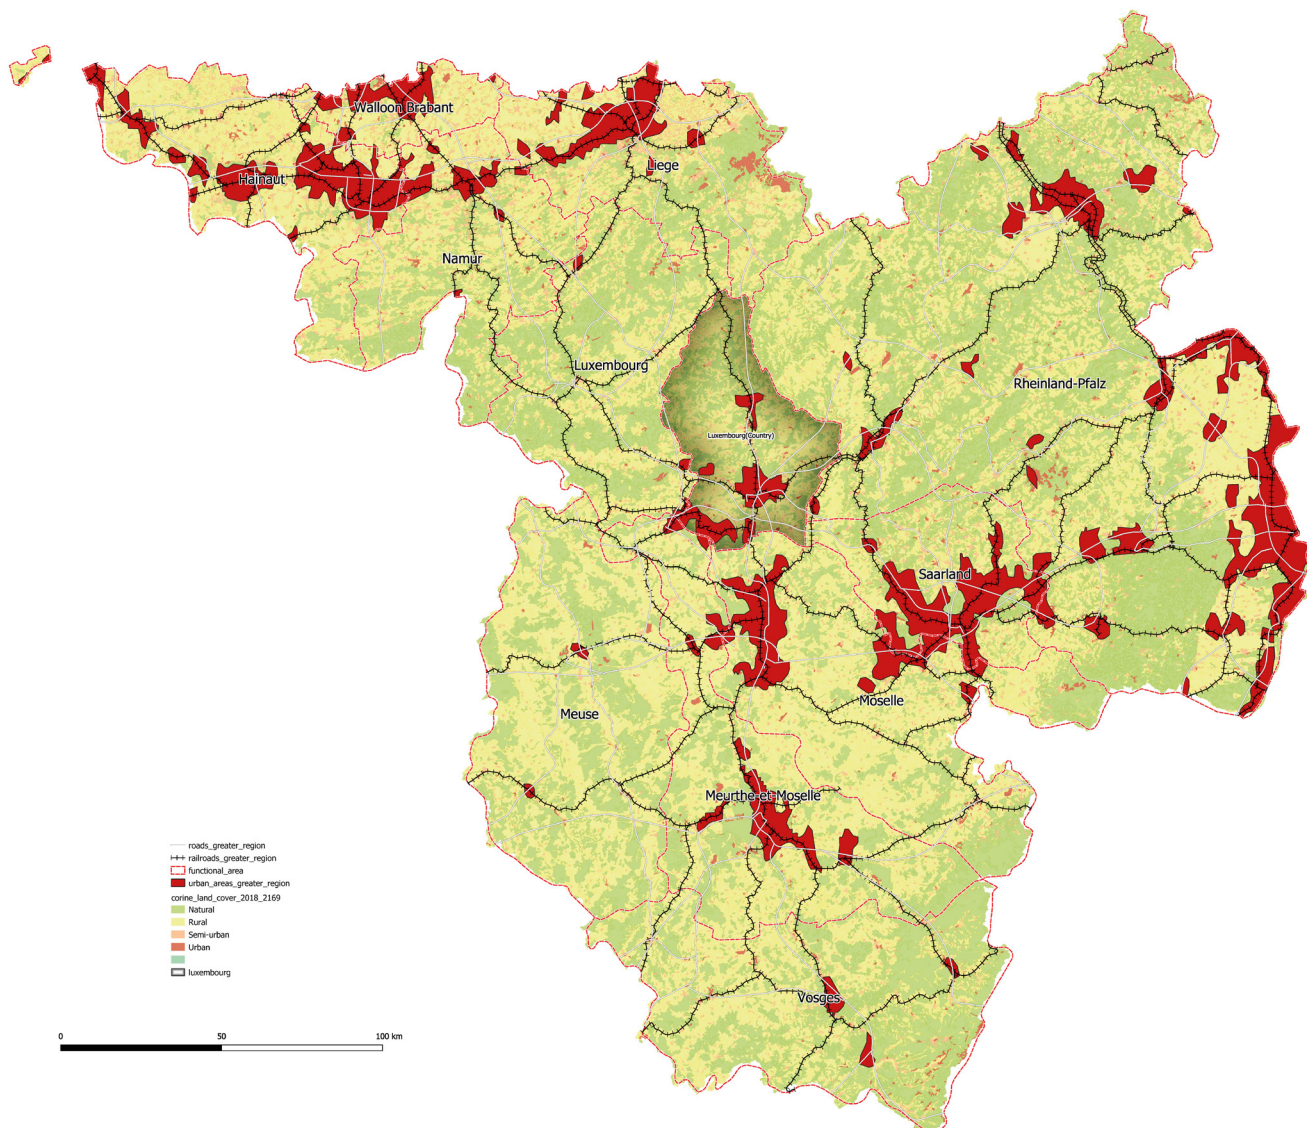 Walloon Brabant
Liege
Hainaut
Namur
Luxembourg
Rheinland-Pfalz
Luxembourg(Country)
Saarland
Moselle
Meuse
Meurthe-et-Moselle
Vosges
roads_greater_region
railroads_greater_region
functional_area
urban_areas_greater_region
corine_land_cover_2018_2169
Natural
Rural
Semi-urban
Urban
luxembourg
0 50 100 km